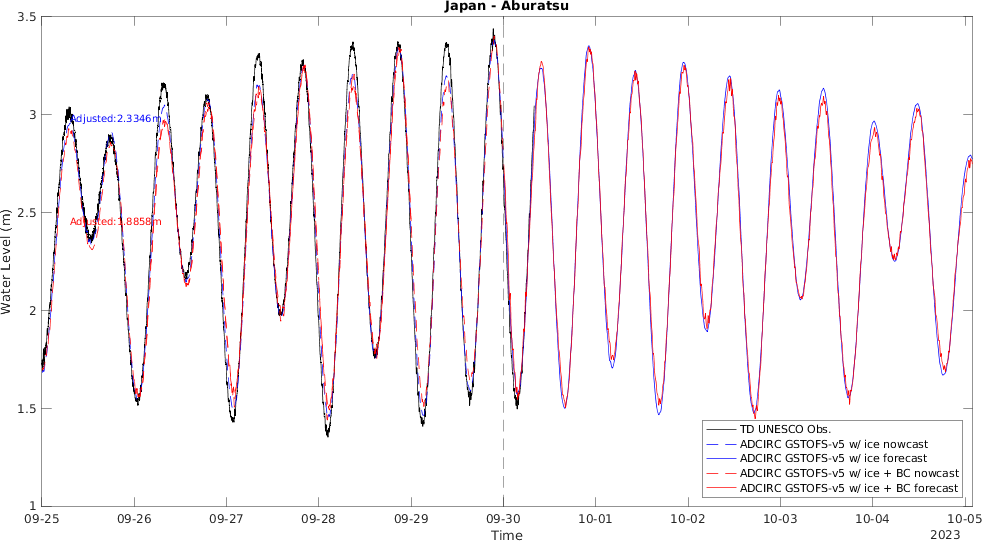 Japan - Aburatsu
3.5
3
2.5
2
1.5
1
Water Level (m)
Adjusted:2.3346m
Adjusted:1.8858m
TD UNESCO Obs.
ADCIRC GSTOFS-v5 w/ ice nowcast
ADCIRC GSTOFS-v5 w/ ice forecast
ADCIRC GSTOFS-v5 w/ ice + BC nowcast
ADCIRC GSTOFS-v5 w/ ice + BC forecast
09-25 09-26 09-27 09-28 09-29 09-30 10-01 10-02 10-03 10-04 10-05
Time
2023